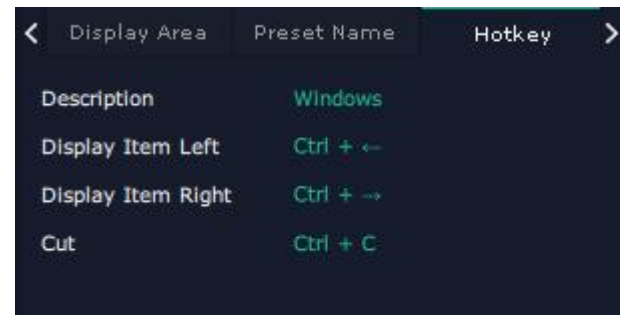 < Display Area Preset Name Hotkey >
Description Windows
Display Item Left Ctrl + ←
Display Item Right Ctrl + →
Cut Ctrl + C